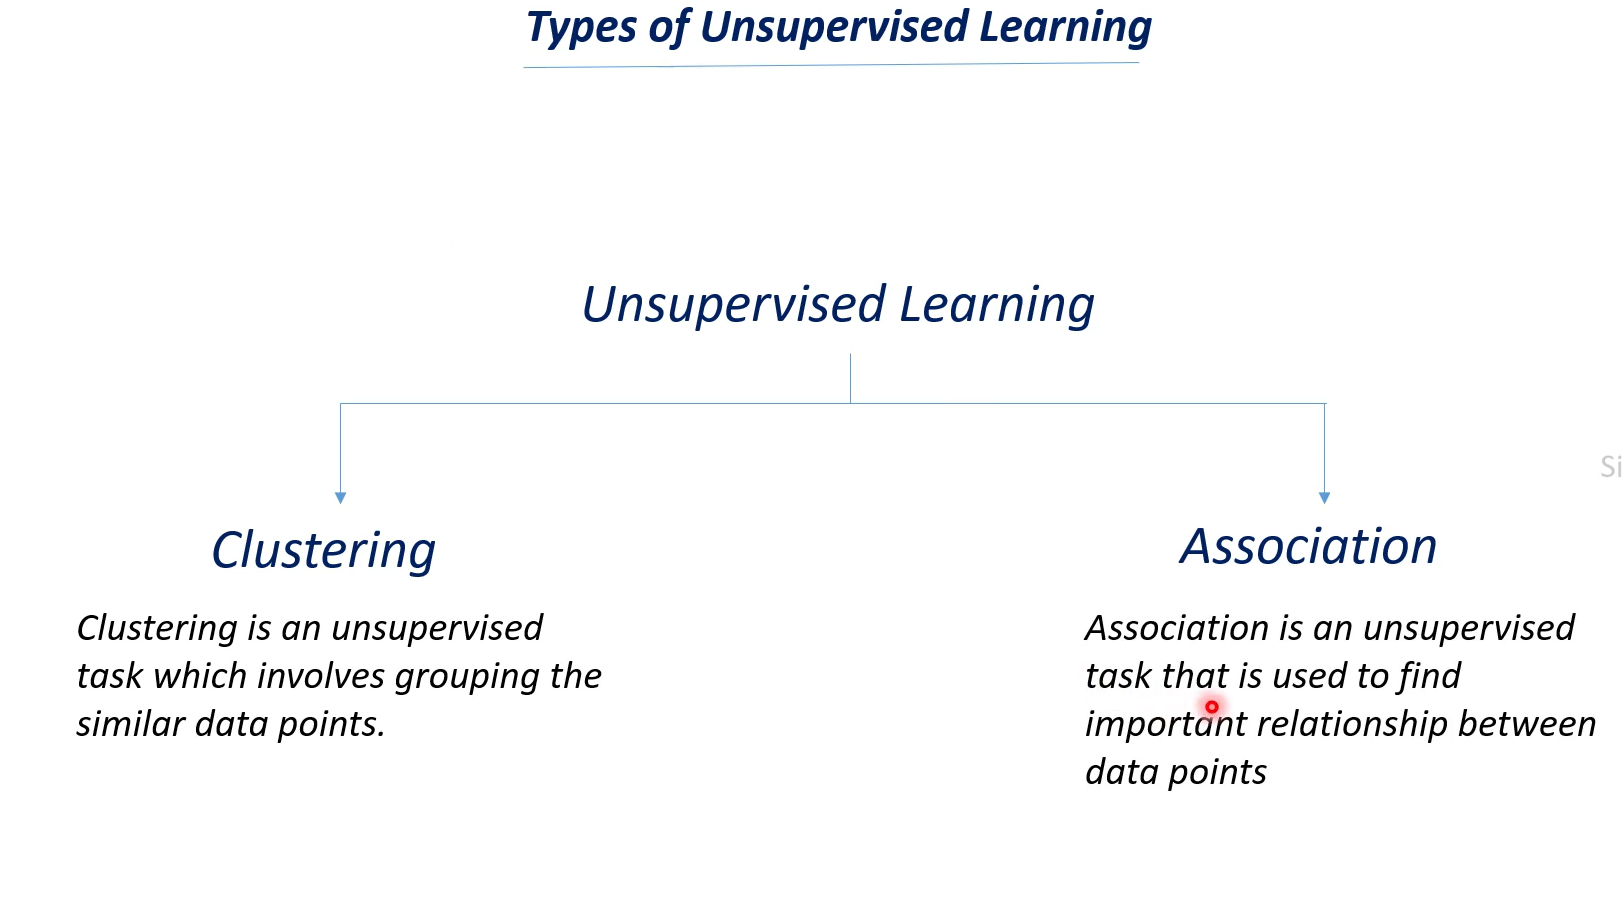 Types of Unsupervised Learning
Unsupervised Learning
Clustering
Clustering is an unsupervised
task which involves grouping the
similar data points.
Association
Association is an unsupervised
task that is used to find
important relationship between
data points